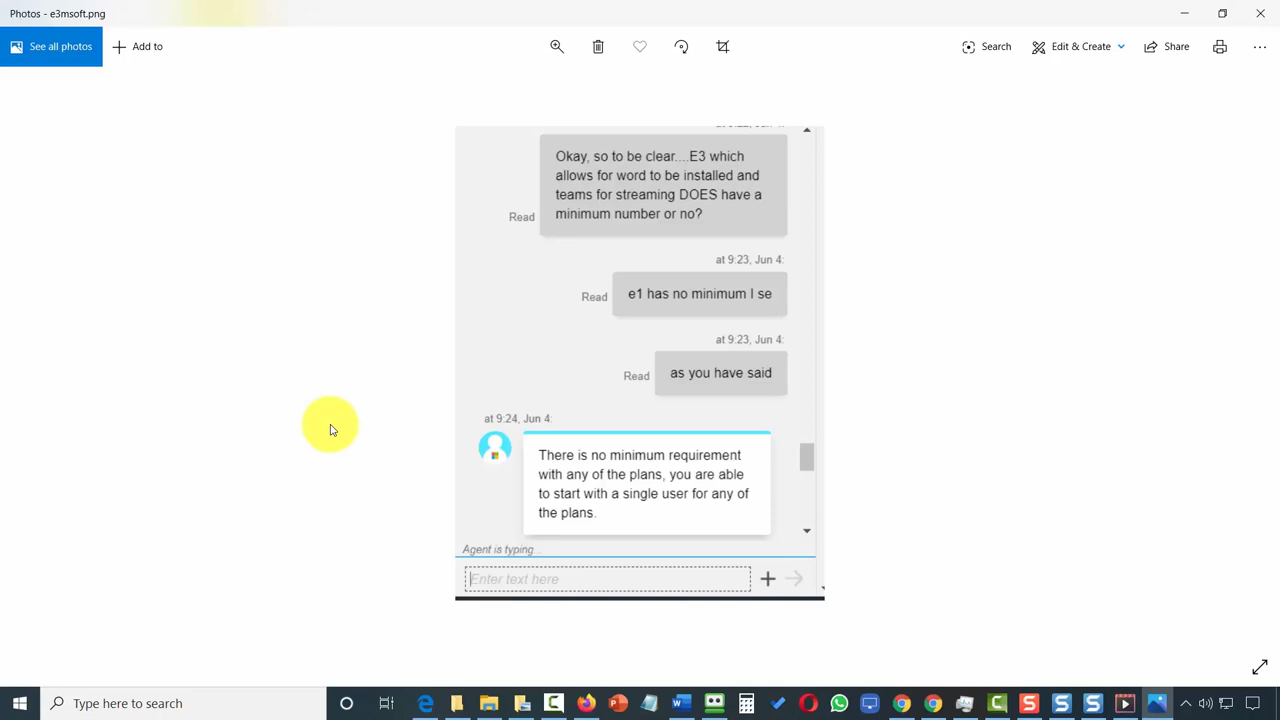 Photos - e3msoft.png
See all photos
Add to
Search
Edit & Create
Share
Okay, so to be clear....E3 which
allows for word to be installed and
teams for streaming DOES have a
minimum number or no?
Read
at 9:23, Jun 4:
e1 has no minimum I se
Read
at 9:23, Jun 4:
as you have said
Read
at 9:24, Jun 4:
There is no minimum requirement
with any of the plans, you are able
to start with a single user for any of
the plans.
Agent is typing...
Enter text here
Type here to search